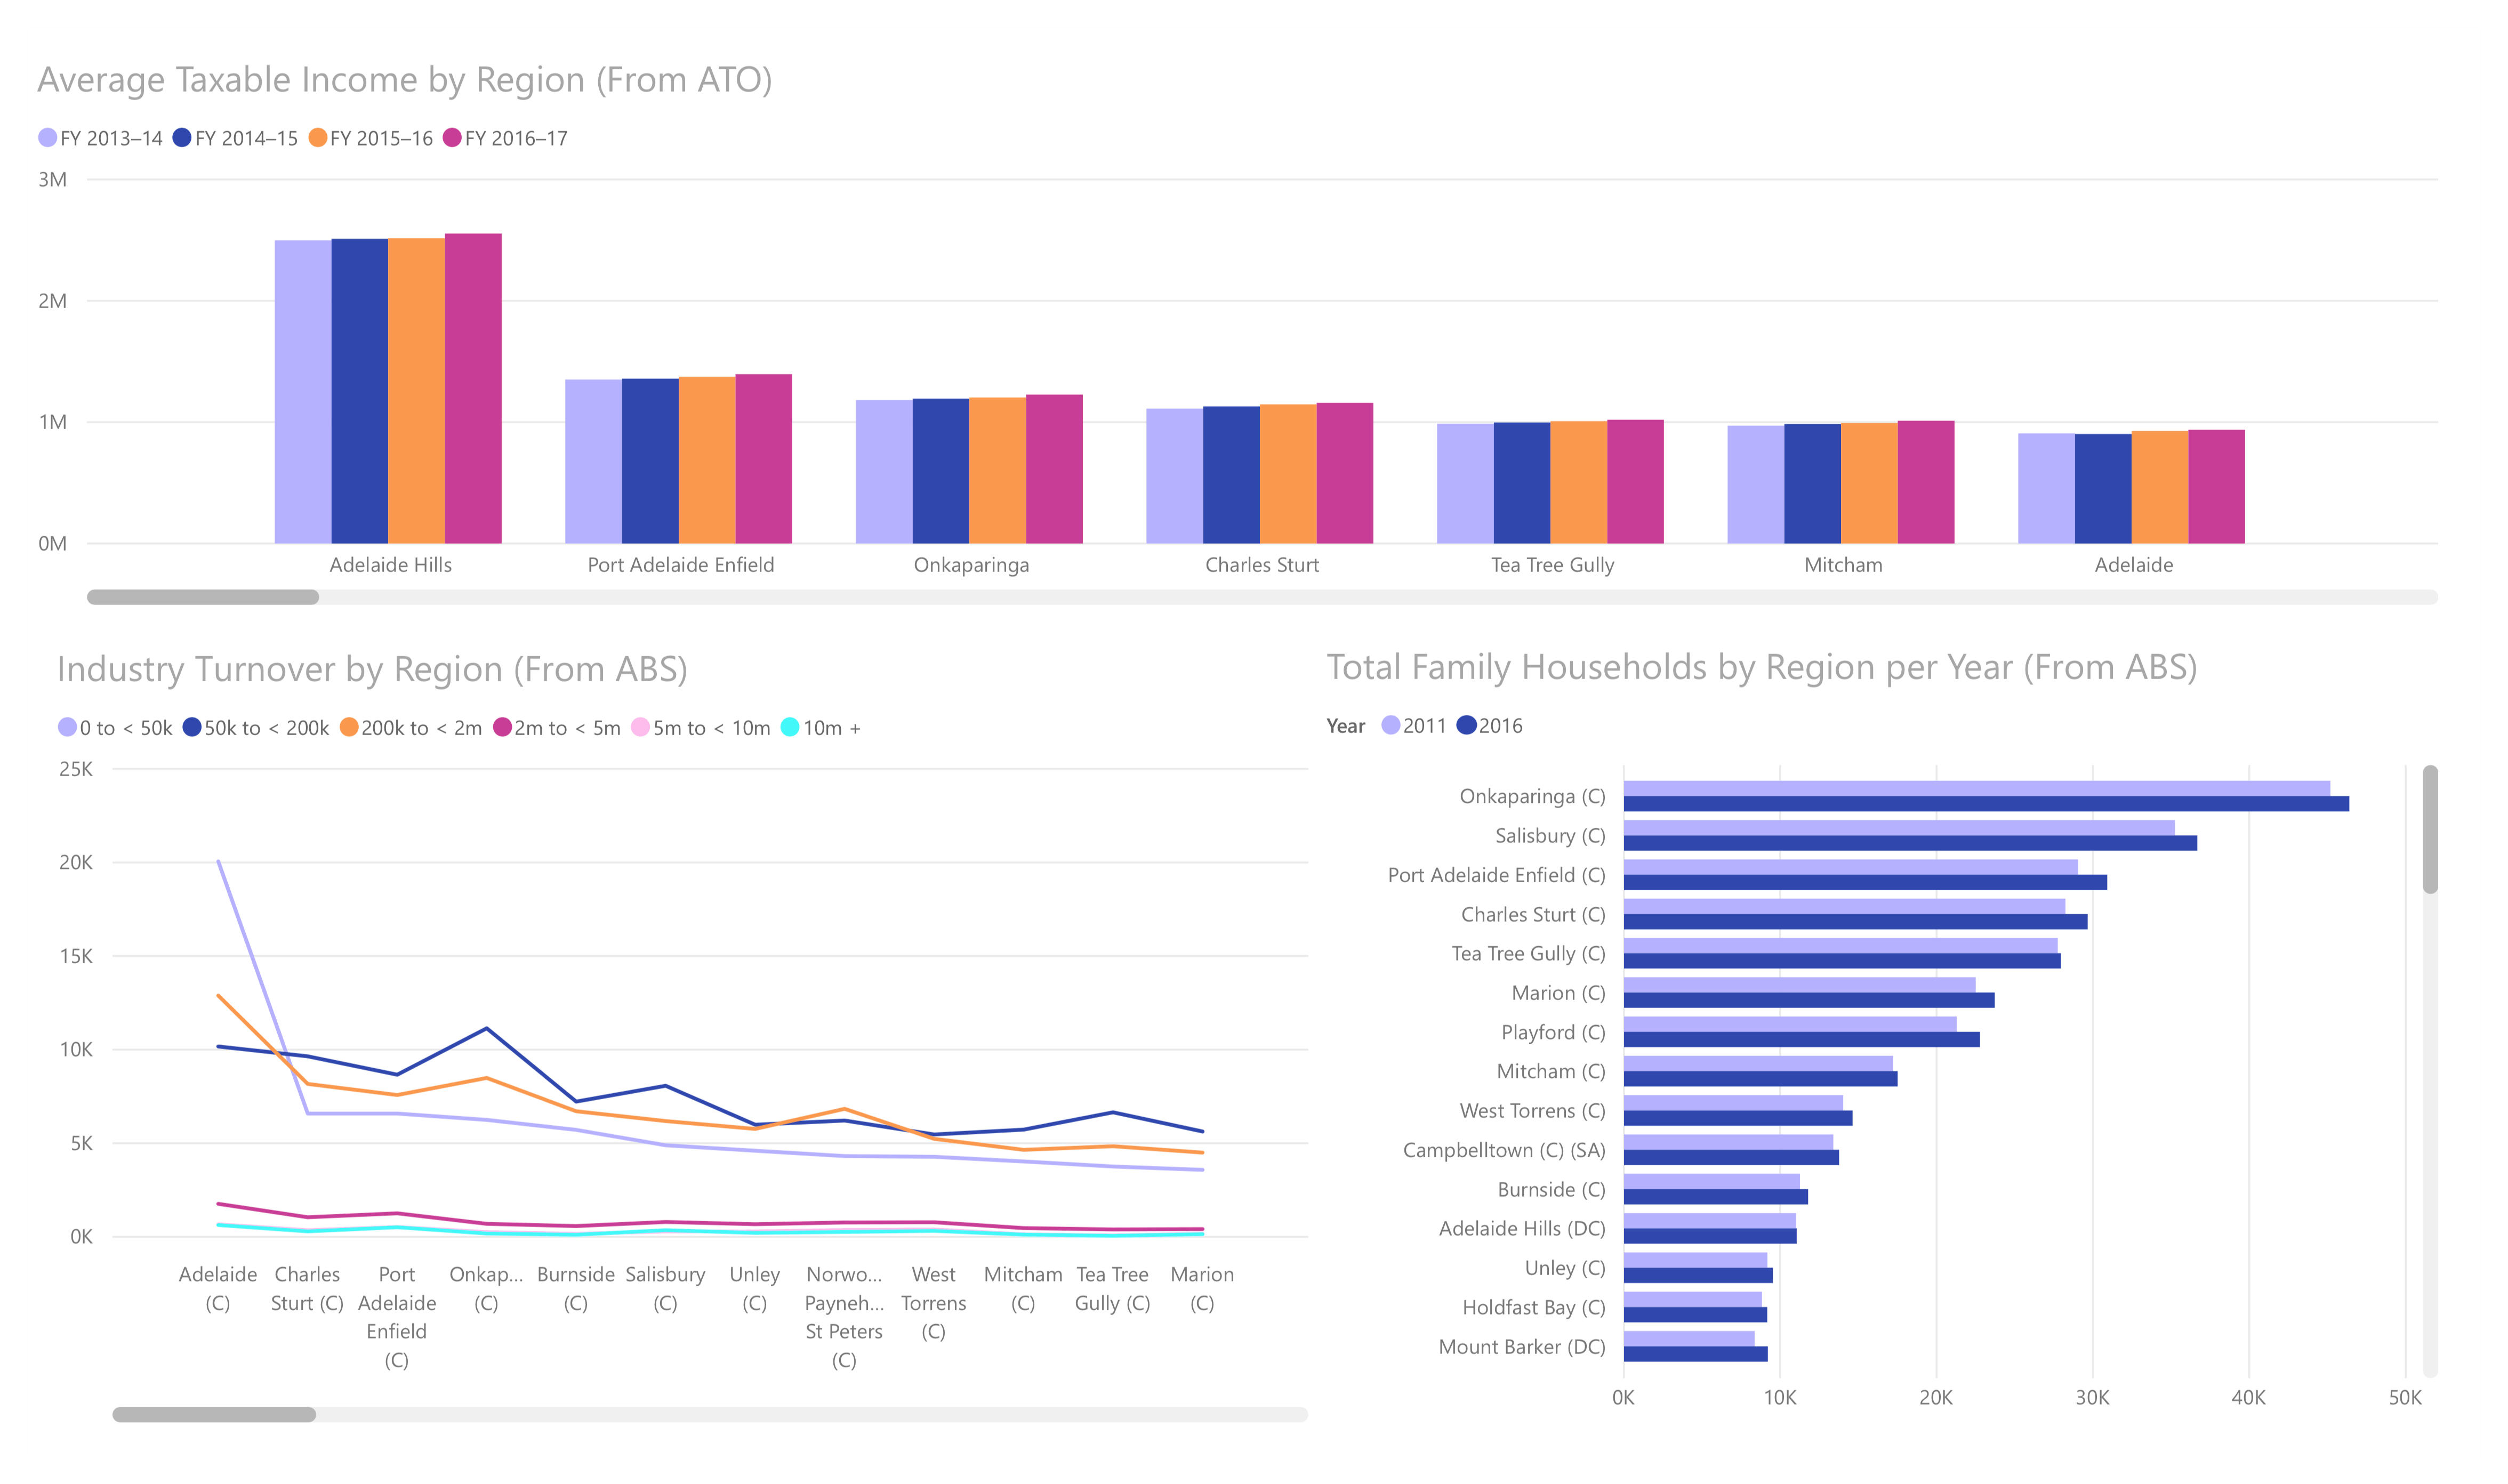 Average Taxable Income by Region (From ATO)
FY 2013–14 FY 2014–15 FY 2015–16 FY 2016–17
3M
2M
1M
0M
Adelaide Hills Port Adelaide Enfield Onkaparinga Charles Sturt Tea Tree Gully Mitcham Adelaide
Industry Turnover by Region (From ABS)
0 to < 50k 50k to < 200k 200k to < 2m 2m to < 5m 5m to < 10m 10m +
25K
20K
15K
10K
5K
0K
Adelaide Charles Port Onkap... Burnside Salisbury Unley Norwo... West Mitcham Tea Tree Marion
(C) Sturt (C) Adelaide (C) (C) (C) (C) Payneh... Torrens (C) Gully (C) (C)
Enfield St Peters (C)
(C) (C)
Total Family Households by Region per Year (From ABS)
Year 2011 2016
Onkaparinga (C)
Salisbury (C)
Port Adelaide Enfield (C)
Charles Sturt (C)
Tea Tree Gully (C)
Marion (C)
Playford (C)
Mitcham (C)
West Torrens (C)
Campbelltown (C) (SA)
Burnside (C)
Adelaide Hills (DC)
Unley (C)
Holdfast Bay (C)
Mount Barker (DC)
0K 10K 20K 30K 40K 50K